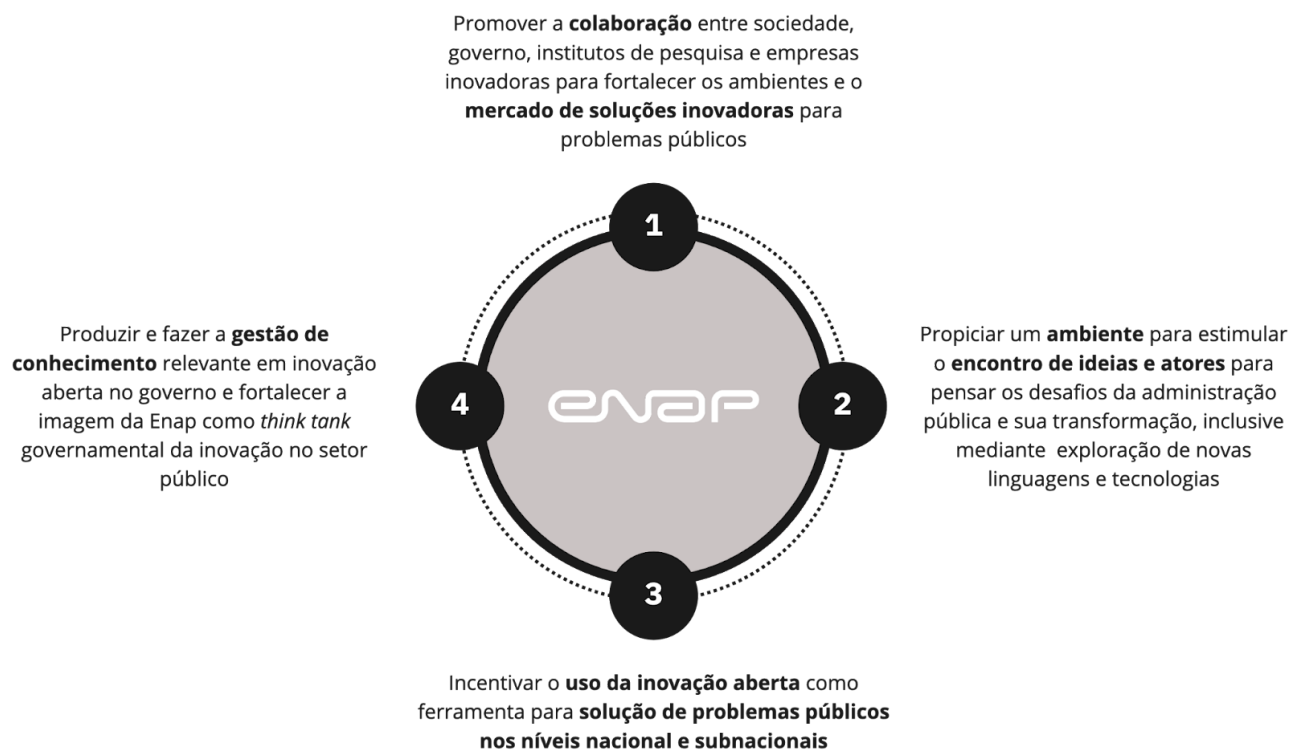 Promover a colaboração entre sociedade,
governo, institutos de pesquisa e empresas
inovadoras para fortalecer os ambientes e o
mercado de soluções inovadoras para
problemas públicos
1
Produzir e fazer a gestão de
conhecimento relevante em inovação
aberta no governo e fortalecer a
imagem da Enap como think tank
governamental da inovação no setor
público
4
enap
2
Propiciar um ambiente para estimular
o encontro de ideias e atores para
pensar os desafios da administração
pública e sua transformação, inclusive
mediante exploração de novas
linguagens e tecnologias
3
Incentivar o uso da inovação aberta como
ferramenta para solução de problemas públicos
nos níveis nacional e subnacionais